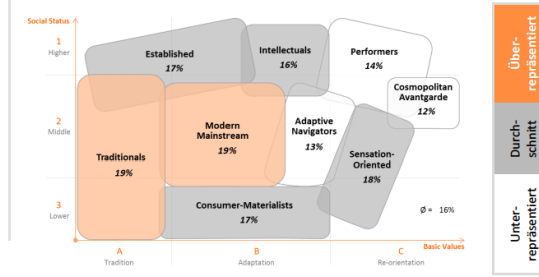 Social Status
1
Higher
2
Middle
3
Lower
Established
17%
Intellectuals
16%
Performers
14%
Cosmopolitan
Avantgarde
12%
Modern
Mainstream
19%
Adaptive
Navigators
13%
Traditionals
19%
Sensation-
Oriented
18%
Consumer-Materialists
17%
Ø = 16%
Basic Values
A
Tradition
B
Adaptation
C
Re-orientation
Über-
repräsentiert
Durch-
schnitt
Unter-
repräsentiert